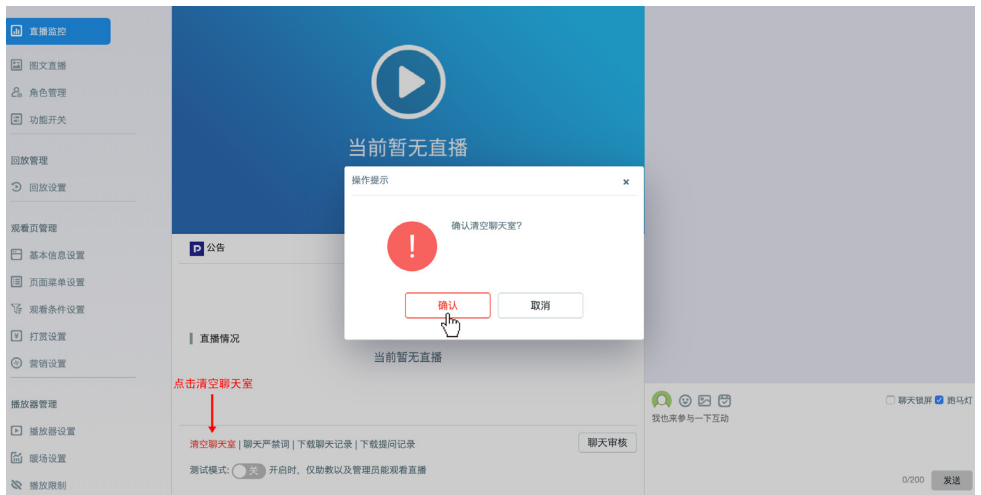 直播监控
图文直播
角色管理
功能开关
回放管理
回放设置
观看页管理
基本信息设置
页面菜单设置
观看条件设置
打赏设置
营销设置
播放器管理
播放器设置
暖场设置
播放限制
当前暂无直播
操作提示
×
确认清空聊天室?
确认
取消
公告
直播情况
当前暂无直播
点击清空聊天室
清空聊天室 | 聊天严禁词 | 下载聊天记录 | 下载提问记录
聊天审核
测试模式: 关 开启时，仅助教以及管理员能观看直播
聊天锁屏 跑马灯
我也来参与一下互动
0/200 发送